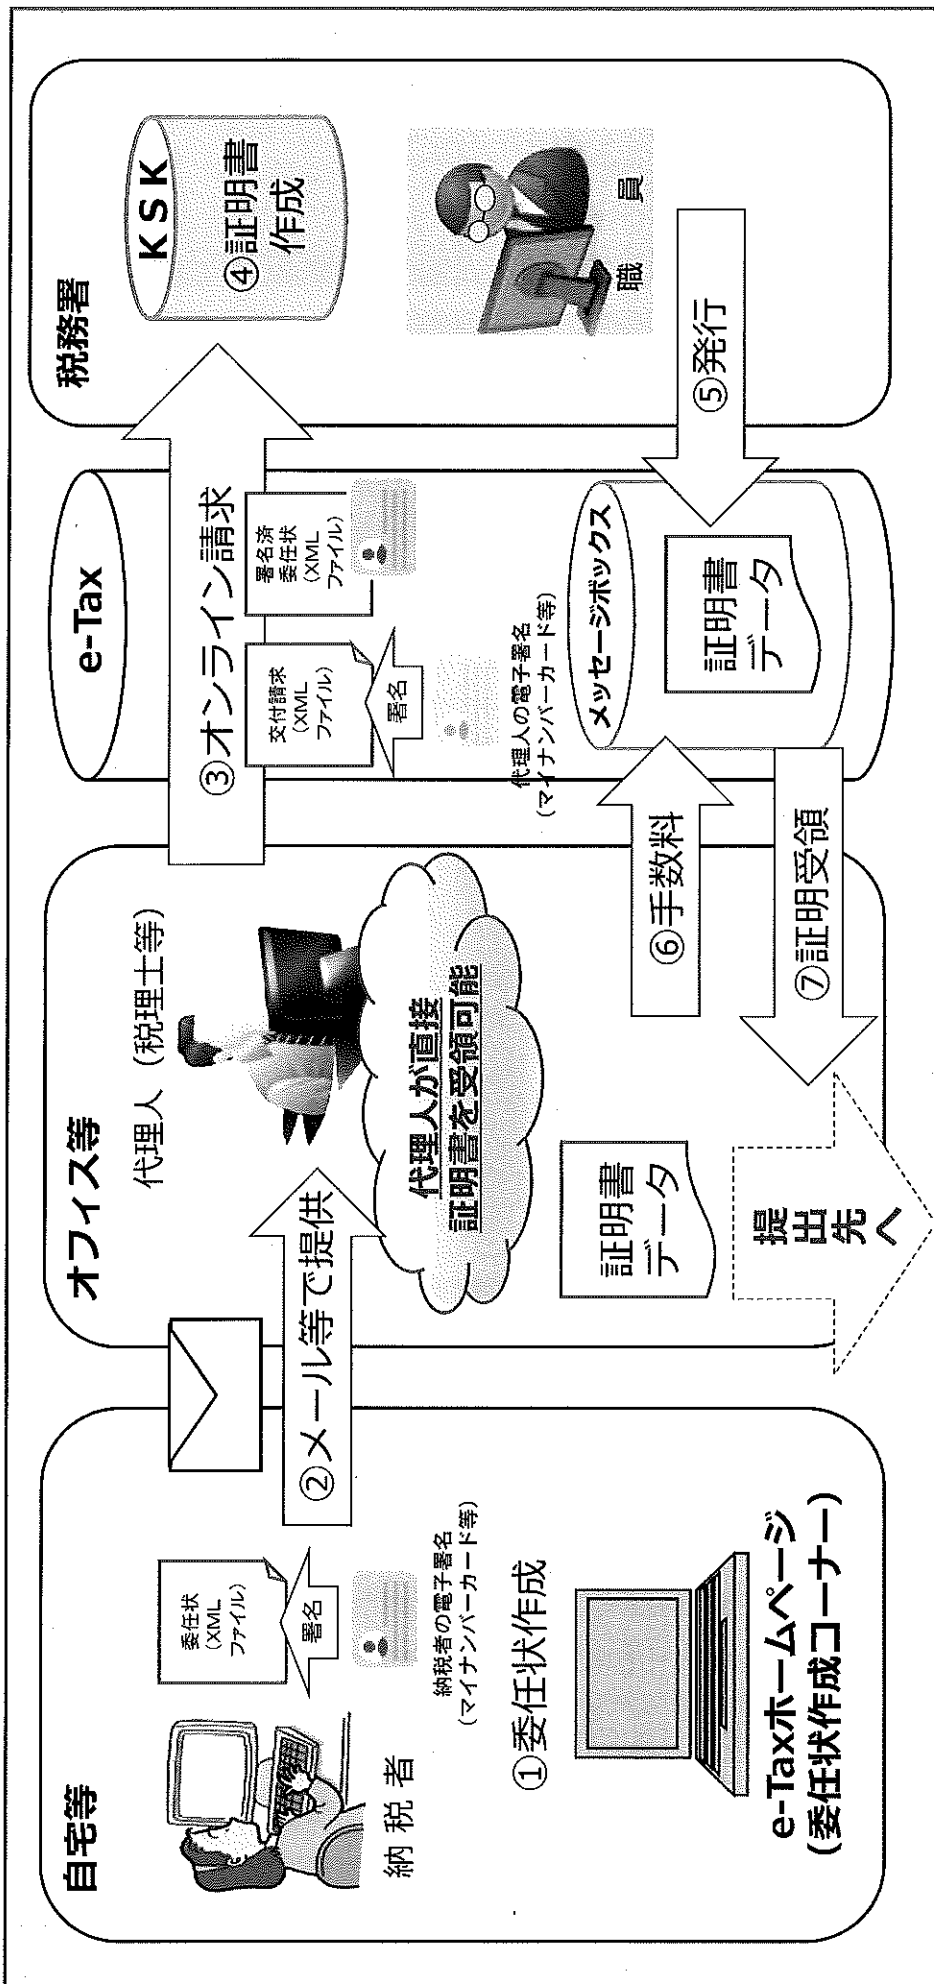 自宅等
納税者
委任状
(XML
ファイル)
署名
納税者の電子署名
(マイナンバーカード等)
①委任状作成
e-Taxホームページ
(委任状作成コーナー)
②メール等で提供
オフィス等
代理人(税理士等)
代理人が直接
証明書を受領可能
証明書
データ
提出先へ
e-Tax
③オンライン請求
交付請求
(XML
ファイル)
署名
代理人の電子署名
(マイナンバーカード等)
署名済
委任状
(XML
ファイル)
メッセージボックス
証明書
データ
⑥手数料
⑦証明受領
税務署
KSK
④証明書
作成
職員
⑤発行